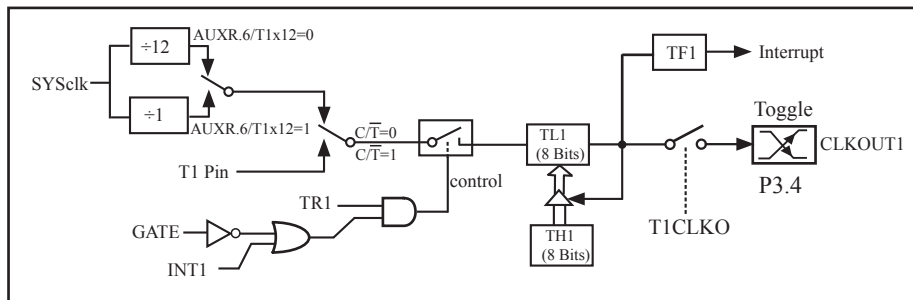 AUXR.6/T1x12=0
÷12
SYSclk
÷1
AUXR.6/T1x12=1
T1 Pin
C/T̅=0
C/T̅=1
control
TR1
GATE
INT1
TL1
(8 Bits)
TH1
(8 Bits)
TF1
Interrupt
Toggle
CLKOUT1
P3.4
T1CLKO